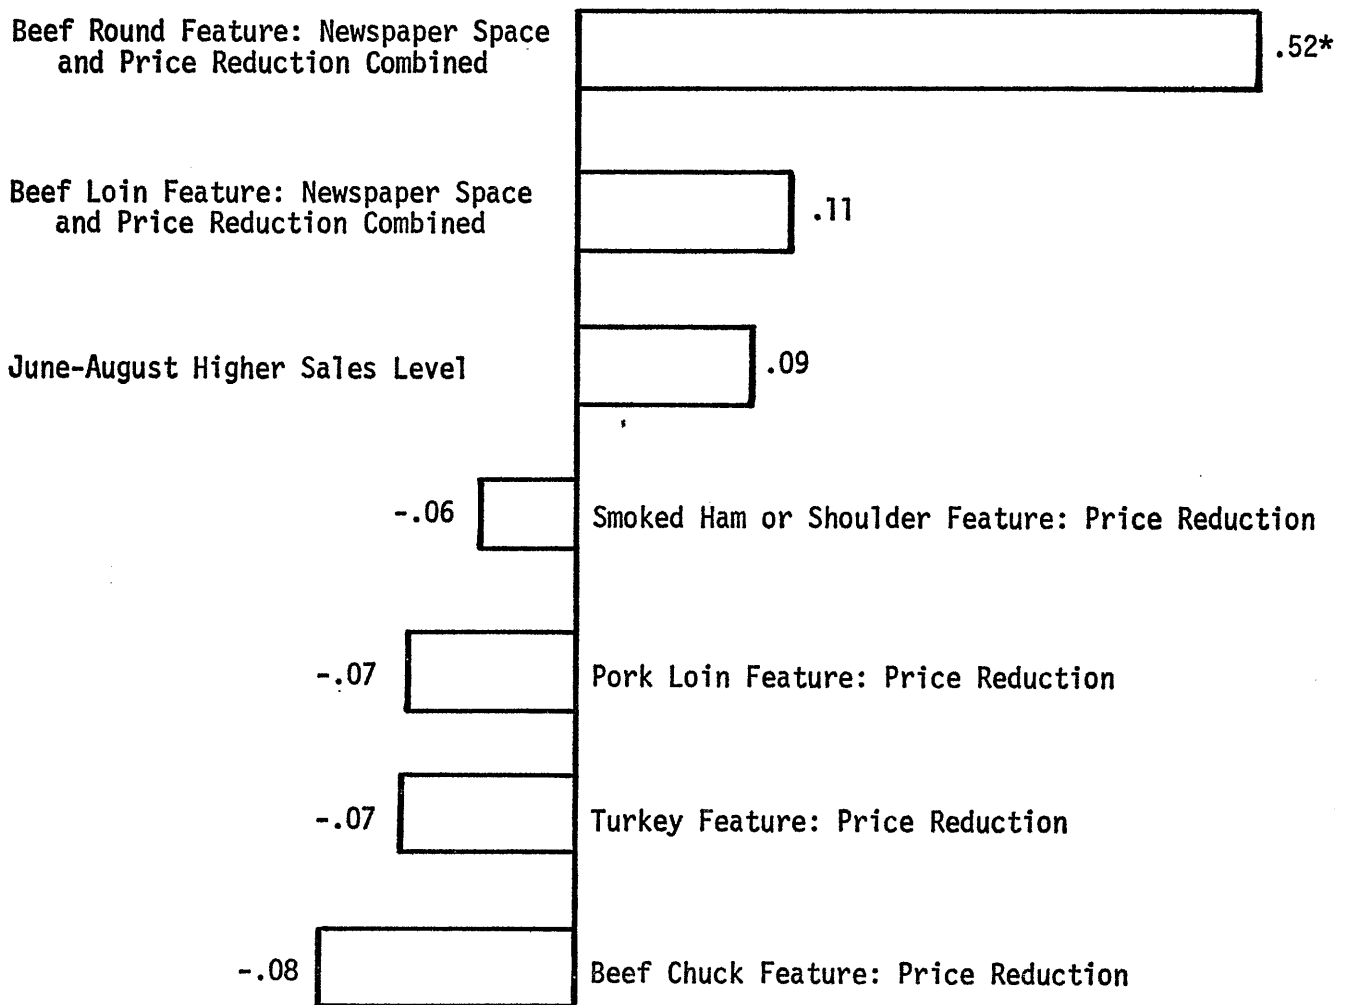 Beef Round Feature: Newspaper Space
and Price Reduction Combined
.52*
Beef Loin Feature: Newspaper Space
and Price Reduction Combined
.11
June-August Higher Sales Level
.09
-.06
Smoked Ham or Shoulder Feature: Price Reduction
-.07
Pork Loin Feature: Price Reduction
-.07
Turkey Feature: Price Reduction
-.08
Beef Chuck Feature: Price Reduction